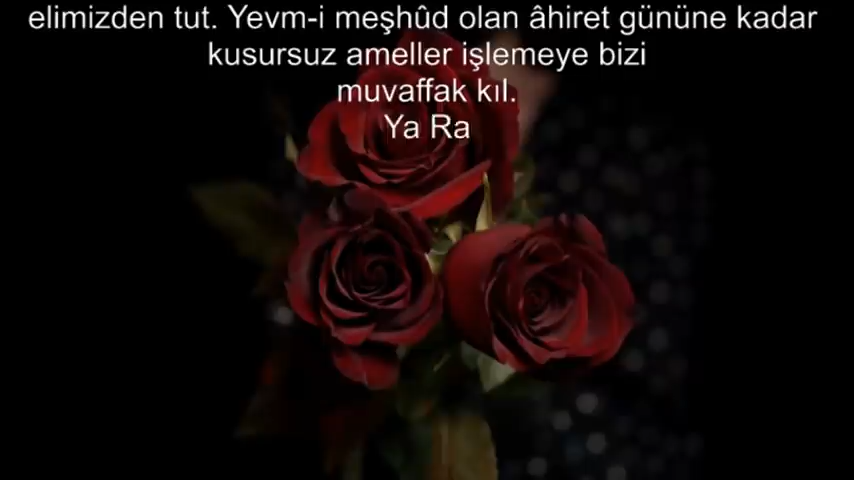 elimizden tut. Yevm-i meşhûd olan âhiret gününe kadar
kusursuz ameller işlemeye bizi
muvaffak kıl.
Ya Ra